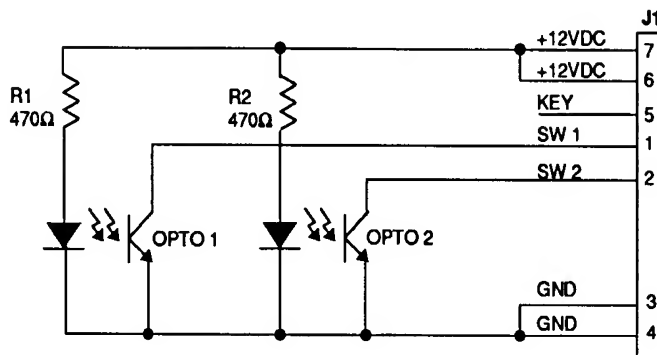 J1
+12VDC 7
+12VDC 6
R1
470Ω
R2
470Ω
KEY 5
SW 1 1
SW 2 2
OPTO 1
OPTO 2
GND 3
GND 4